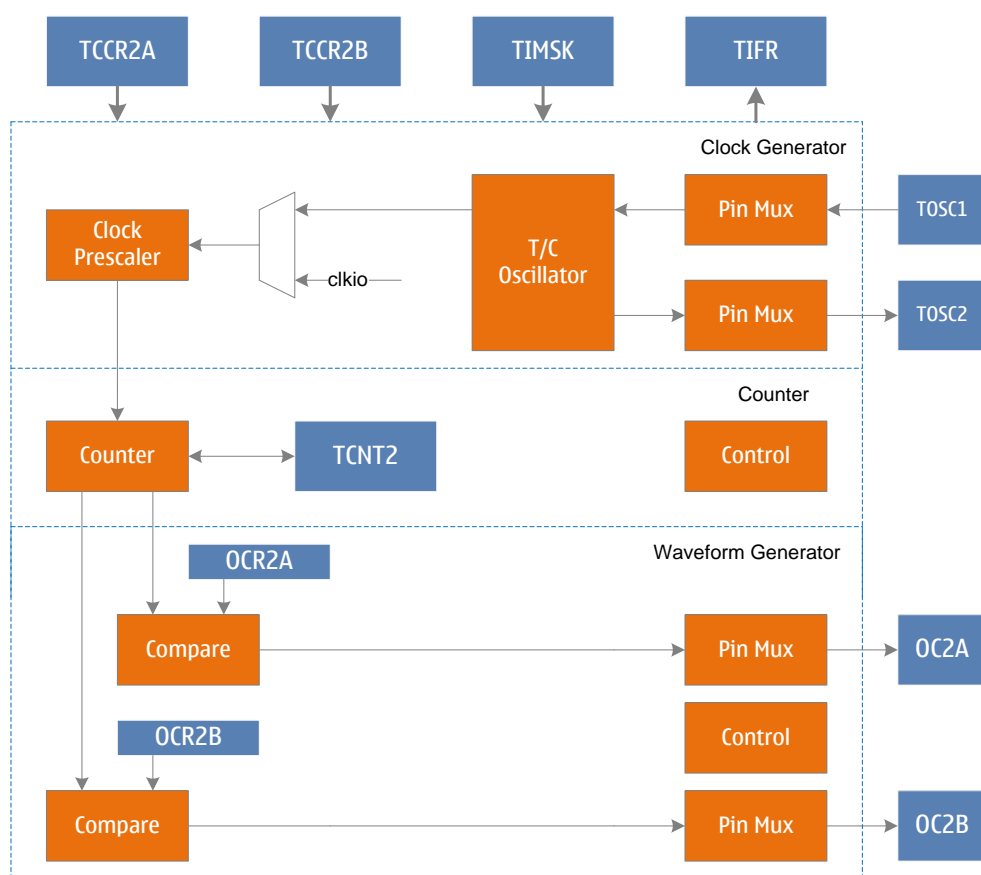 TCCR2A
TCCR2B
TIMSK
TIFR
Clock Generator
Pin Mux
TOSC1
Clock
Prescaler
T/C
Oscillator
clkio
Pin Mux
TOSC2
Counter
Counter
TCNT2
Control
Waveform Generator
OCR2A
Compare
Pin Mux
OC2A
OCR2B
Control
Compare
Pin Mux
OC2B